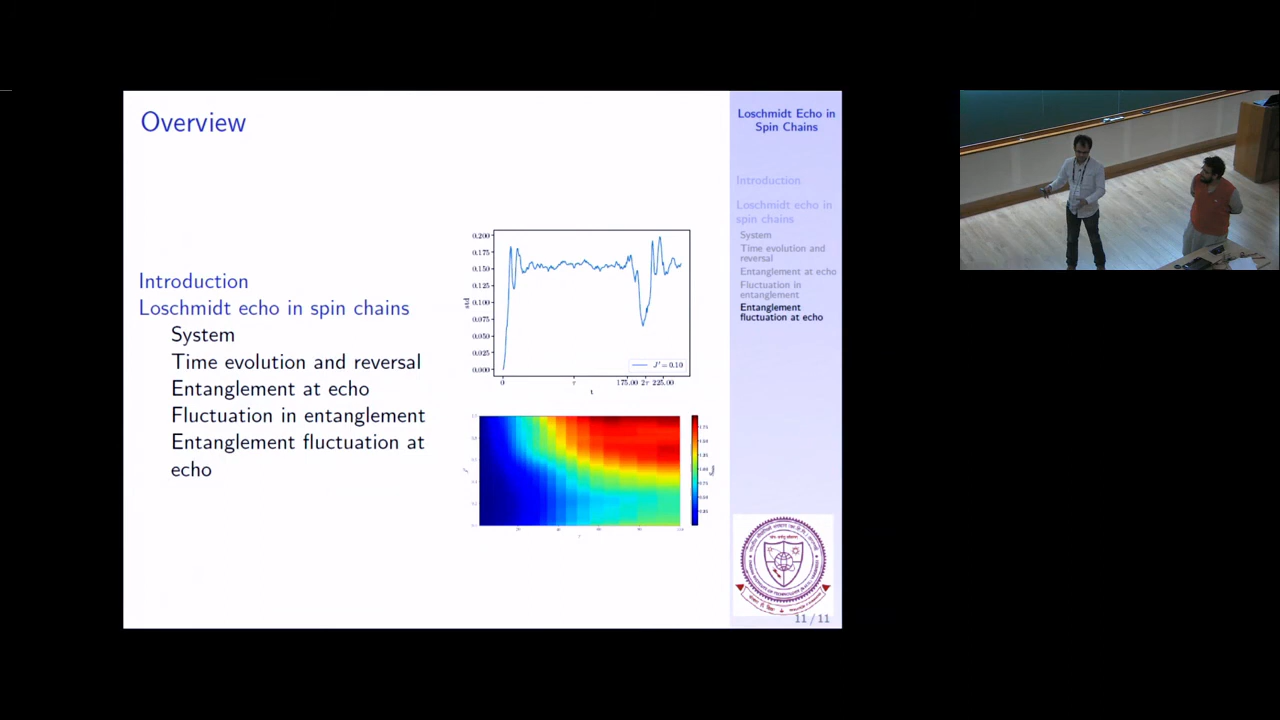 Overview
Introduction
Loschmidt echo in spin chains
System
Time evolution and reversal
Entanglement at echo
Fluctuation in entanglement
Entanglement fluctuation at
echo
0.200
0.175
0.150
0.125
0.100
0.075
0.050
0.025
0.000
std
J' = 0.10
0 τ 175.00 2τ 225.00
t
Loschmidt Echo in
Spin Chains
Introduction
Loschmidt echo in
spin chains
System
Time evolution and
reversal
Entanglement at echo
Fluctuation in
entanglement
Entanglement
fluctuation at echo
11 / 11